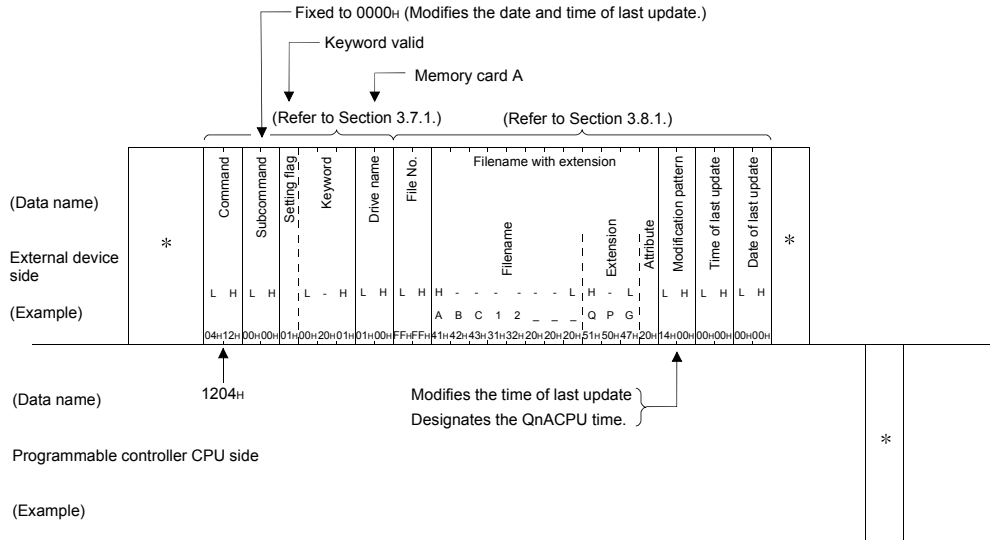 Fixed to 0000H (Modifies the date and time of last update.)
Keyword valid
Memory card A
(Refer to Section 3.7.1.)
(Refer to Section 3.8.1.)
(Data name)
External device side
(Example)
*
Command
Subcommand
Setting flag
Keyword
Drive name
File No.
Filename with extension
Filename
Extension
Attribute
Modification pattern
Time of last update
Date of last update
*
L H L H L - H L H L H H - - - - - - L H - L L H L H L H
A B C 1 2 _ _ _ Q P G
04H 12H 00H 00H 01H 00H 20H 01H 01H 00H FFH FFH 41H 42H 43H 31H 32H 20H 20H 20H 51H 50H 47H 20H 14H 00H 00H 00H 00H 00H
1204H
Modifies the time of last update
Designates the QnACPU time.
(Data name)
Programmable controller CPU side
(Example)
*